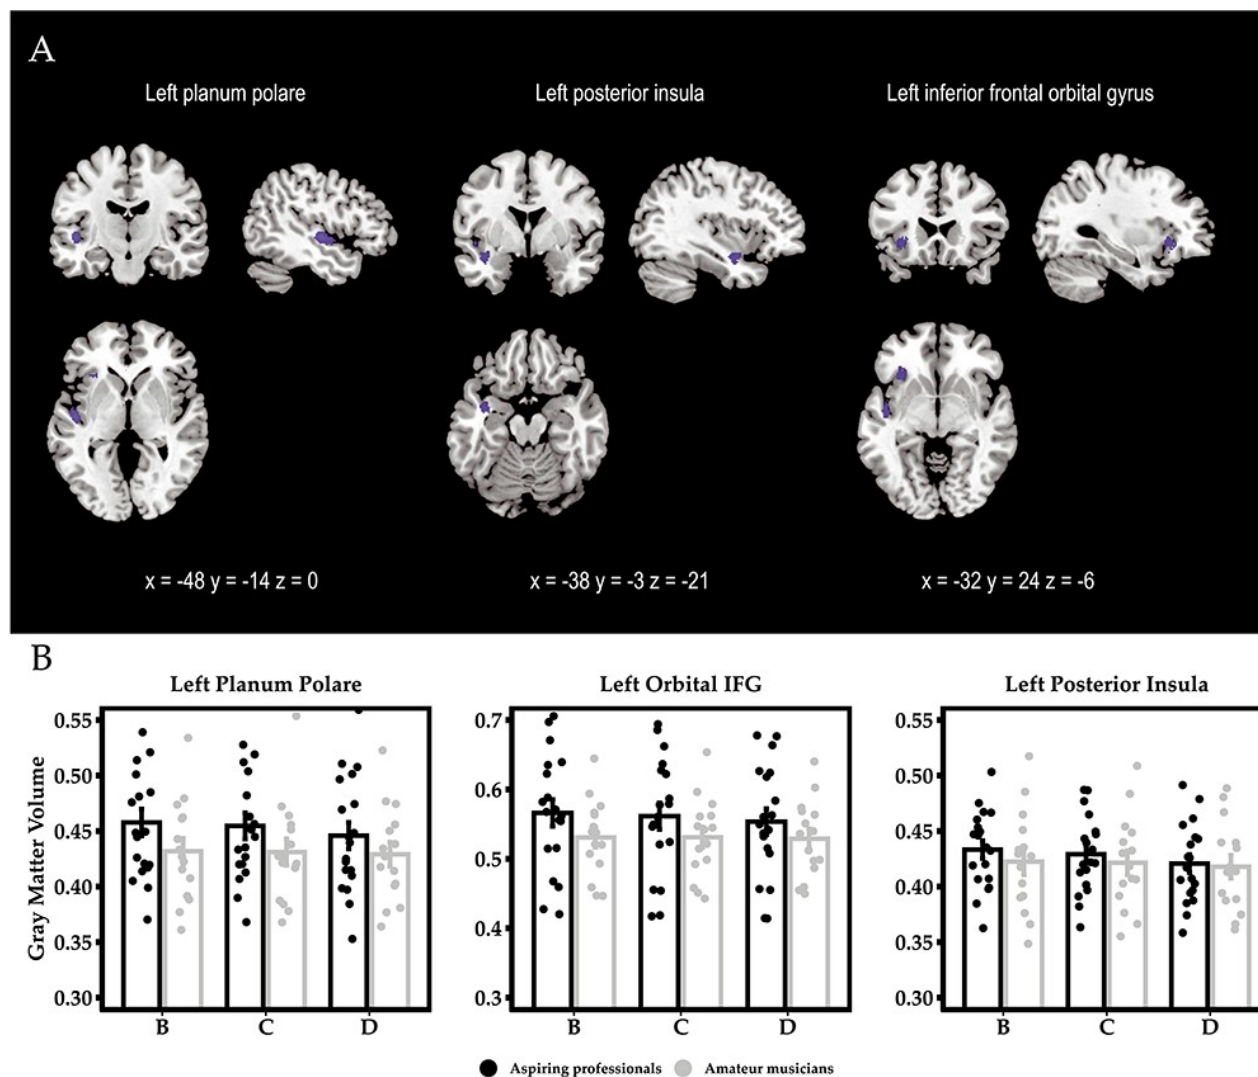 A
Left planum polare
Left posterior insula
Left inferior frontal orbital gyrus
x = -48 y = -14 z = 0
x = -38 y = -3 z = -21
x = -32 y = 24 z = -6
B
Left Planum Polare
Left Orbital IFG
Left Posterior Insula
Gray Matter Volume
0.55
0.50
0.45
0.40
0.35
0.30
B C D
0.7
0.6
0.5
0.4
0.3
B C D
0.55
0.50
0.45
0.40
0.35
0.30
B C D
Aspiring professionals
Amateur musicians